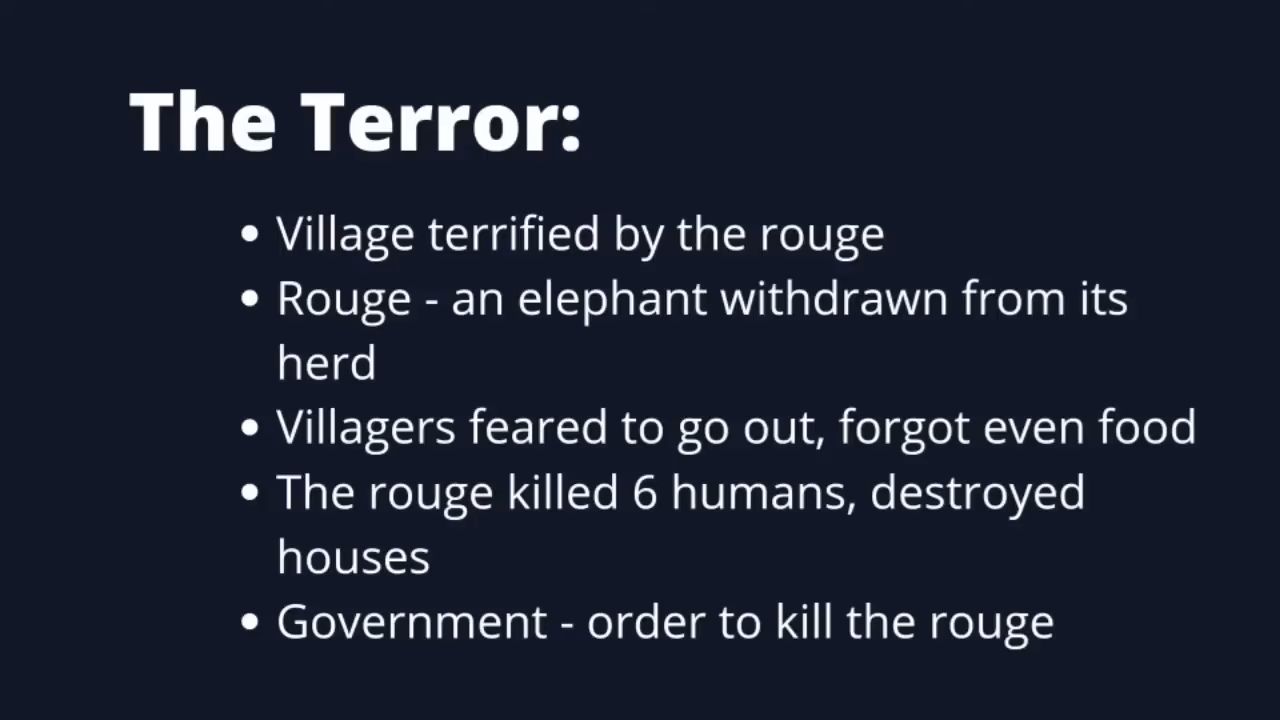 The Terror:
• Village terrified by the rouge
• Rouge - an elephant withdrawn from its
herd
• Villagers feared to go out, forgot even food
• The rouge killed 6 humans, destroyed
houses
• Government - order to kill the rouge